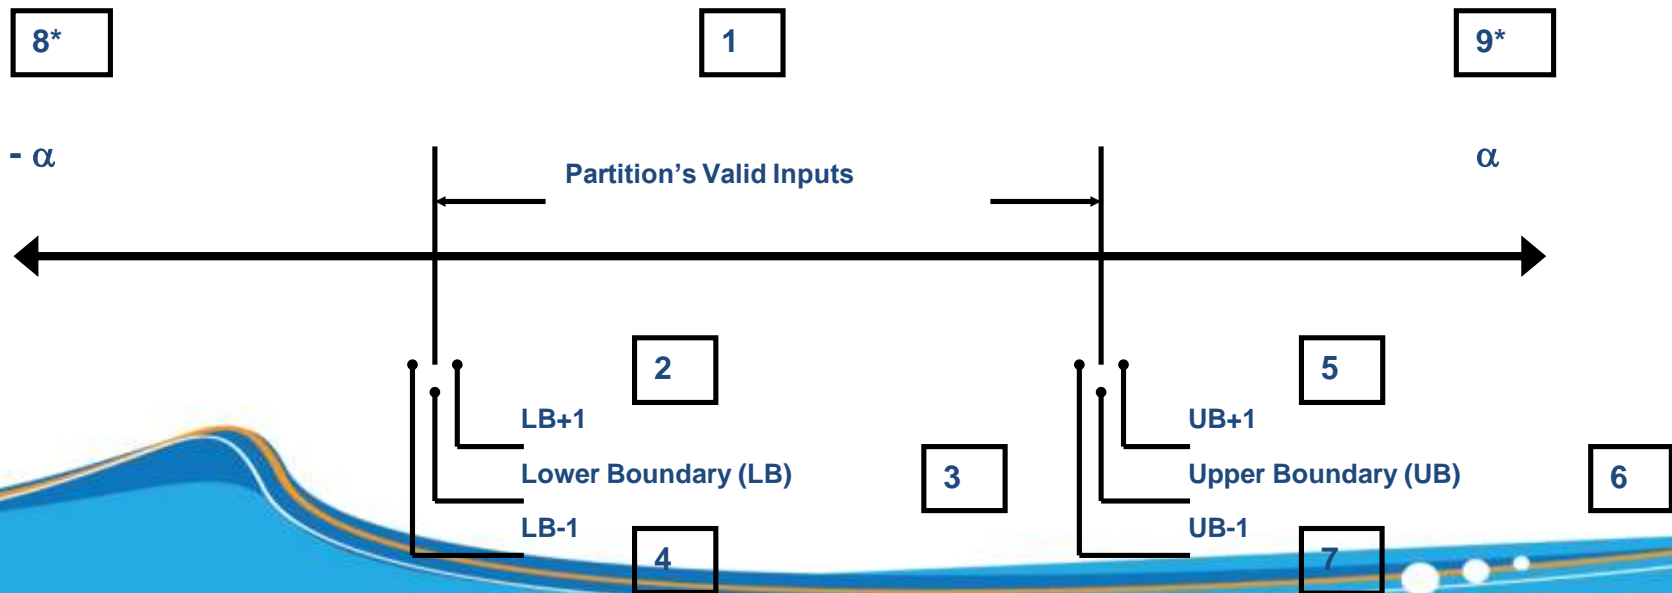 8*
1
9*
- α
α
Partition’s Valid Inputs
2
5
LB+1
UB+1
Lower Boundary (LB)
3
Upper Boundary (UB)
6
LB-1
UB-1
4
7